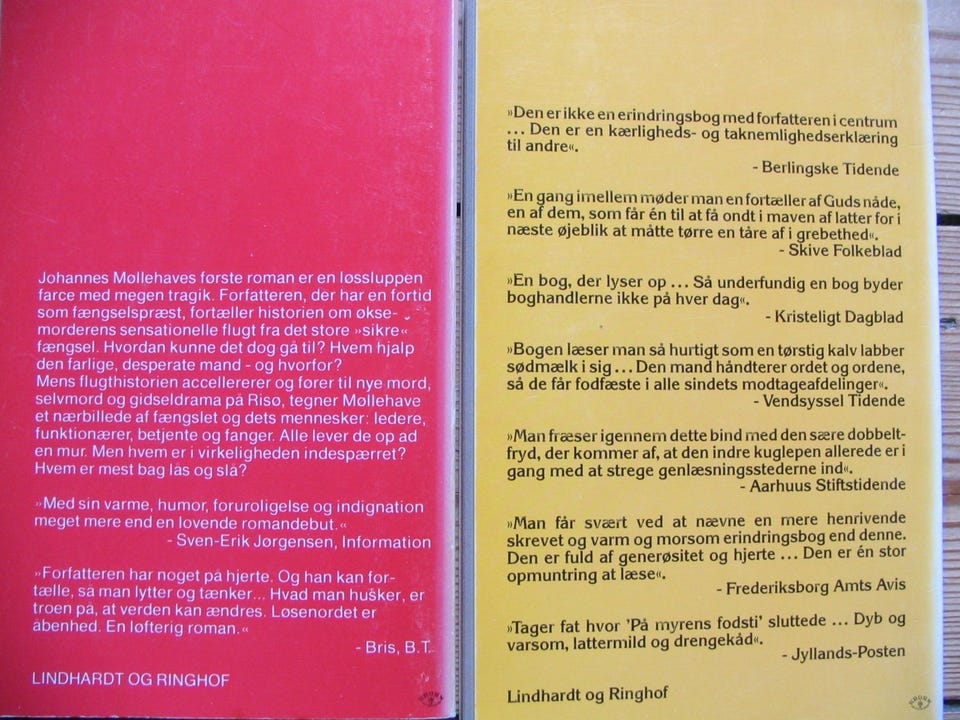 Johannes Møllehaves første roman er en løssluppen
farce med megen tragik. Forfatteren, der har en fortid
som fængselspræst, fortæller historien om økse-
morderens sensationelle flugt fra det store »sikre«
fængsel. Hvordan kunne det dog gå til? Hvem hjalp
den farlige, desperate mand - og hvorfor?
Mens flugthistorien accellererer og fører til nye mord,
selvmord og gidseldrama på Risø, tegner Møllehave
et nærbillede af fængslet og dets mennesker: ledere,
funktionærer, betjente og fanger. Alle lever de op ad
en mur. Men hvem er i virkeligheden indespærret?
Hvem er mest bag lås og slå?
»Med sin varme, humor, foruroligelse og indignation
meget mere end en lovende romandebut.«
- Sven-Erik Jørgensen, Information
»Forfatteren har noget på hjerte. Og han kan for-
tælle, så man lytter og tænker... Hvad man husker, er
troen på, at verden kan ændres. Løsenordet er
åbenhed. En løfterig roman.«
- Bris, B.T.
LINDHARDT OG RINGHOF
»Den er ikke en erindringsbog med forfatteren i centrum
... Den er en kærligheds- og taknemlighedserklæring
til andre«.
- Berlingske Tidende
»En gang imellem møder man en fortæller af Guds nåde,
en af dem, som får én til at få ondt i maven af latter for i
næste øjeblik at måtte tørre en tåre af i grebethed«.
- Skive Folkeblad
»En bog, der lyser op ... Så underfundig en bog byder
boghandlerne ikke på hver dag«.
- Kristeligt Dagblad
»Bogen læser man så hurtigt som en tørstig kalv labber
sødmælk i sig ... Den mand håndterer ordet og ordene,
så de får fodfæste i alle sindets modtageafdelinger«.
- Vendsyssel Tidende
»Man fræser igennem dette bind med den sære dobbelt-
fryd, der kommer af, at den indre kuglepen allerede er i
gang med at strege genlæsningsstederne ind«.
- Aarhuus Stiftstidende
»Man får svært ved at nævne en mere henrivende
skrevet og varm og morsom erindringsbog end denne.
Den er fuld af generøsitet og hjerte ... Den er én stor
opmuntring at læse«.
- Frederiksborg Amts Avis
»Tager fat hvor 'På myrens fodsti' sluttede ... Dyb og
varsom, lattermild og drengekåd«.
- Jyllands-Posten
Lindhardt og Ringhof